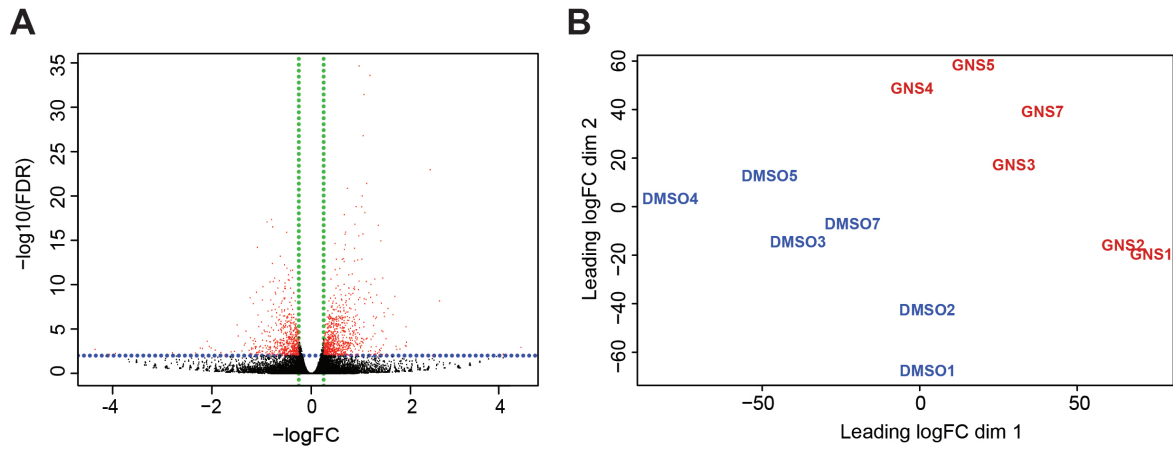 A
B
35
30
25
20
15
10
5
0
−log10(FDR)
-4
−2
0
2
4
−logFC
60
40
20
0
−20
−40
−60
Leading logFC dim 2
GNS5
GNS4
GNS7
GNS3
DMSO5
DMSO4
DMSO7
DMSO3
GNS2
GNS1
DMSO2
DMSO1
−50
0
50
Leading logFC dim 1